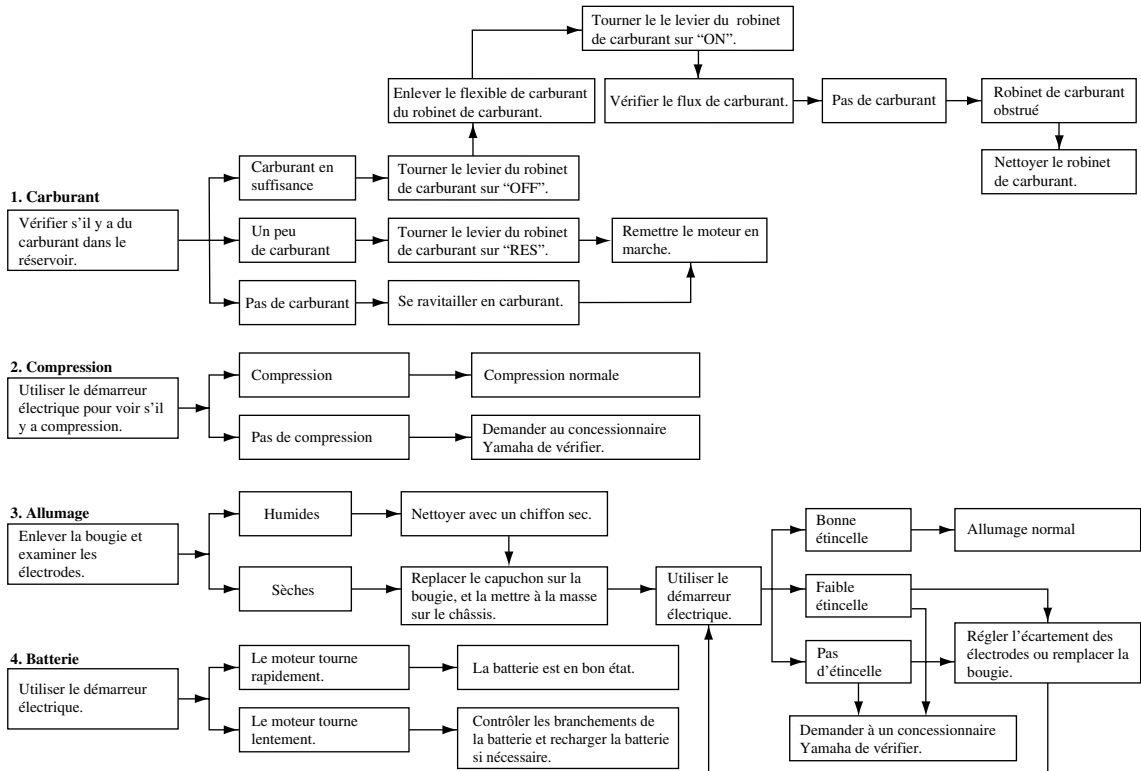 Tourner le le levier du robinet
de carburant sur “ON”.
Enlever le flexible de carburant
du robinet de carburant.
Vérifier le flux de carburant.
Pas de carburant
Robinet de carburant
obstrué
Nettoyer le robinet
de carburant.
1. Carburant
Vérifier s’il y a du
carburant dans le
réservoir.
Carburant en
suffisance
Tourner le levier du robinet
de carburant sur “OFF”.
Un peu
de carburant
Tourner le levier du robinet
de carburant sur “RES”.
Remettre le moteur en
marche.
Pas de carburant
Se ravitailler en carburant.
2. Compression
Utiliser le démarreur
électrique pour voir s’il
y a compression.
Compression
Compression normale
Pas de compression
Demander au concessionnaire
Yamaha de vérifier.
3. Allumage
Enlever la bougie et
examiner les
électrodes.
Humides
Nettoyer avec un chiffon sec.
Sèches
Replacer le capuchon sur la
bougie, et la mettre à la masse
sur le châssis.
Utiliser le
démarreur
électrique.
Bonne
étincelle
Allumage normal
Faible
étincelle
Pas
d’étincelle
Régler l’écartement des
électrodes ou remplacer la
bougie.
Demander à un concessionnaire
Yamaha de vérifier.
4. Batterie
Utiliser le démarreur
électrique.
Le moteur tourne
rapidement.
La batterie est en bon état.
Le moteur tourne
lentement.
Contrôler les branchements de
la batterie et recharger la batterie
si nécessaire.